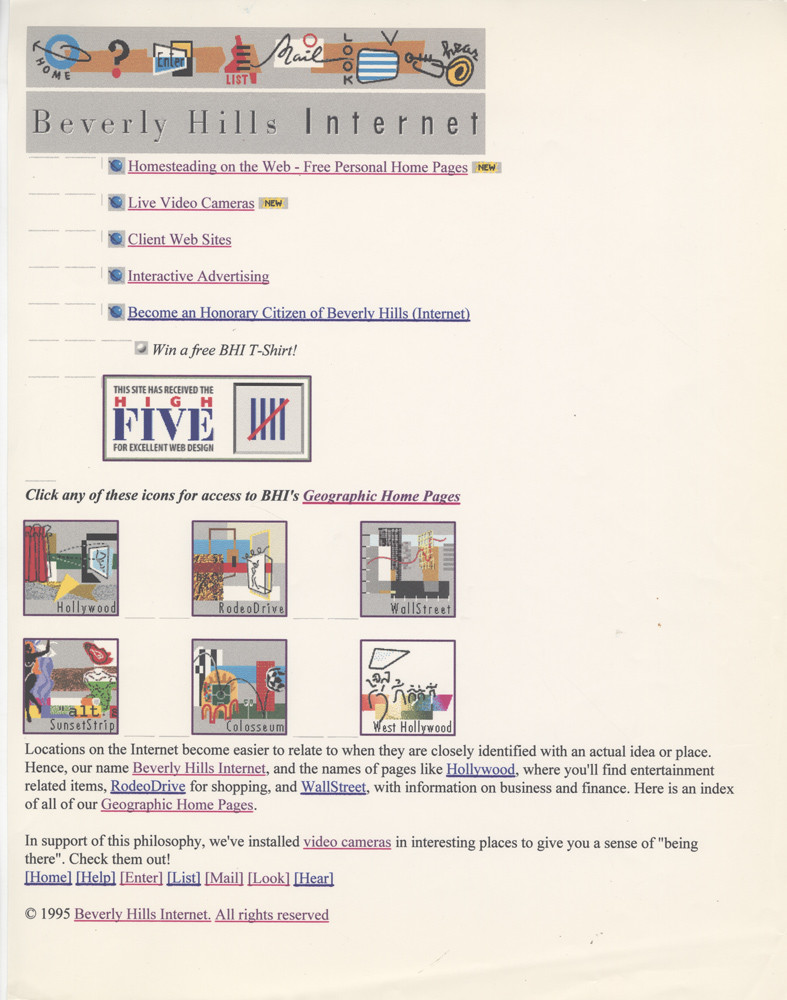 HOME ? Enter LIST Mail LOOK hear
Beverly Hills Internet
Homesteading on the Web - Free Personal Home Pages NEW
Live Video Cameras NEW
Client Web Sites
Interactive Advertising
Become an Honorary Citizen of Beverly Hills (Internet)
Win a free BHI T-Shirt!
THIS SITE HAS RECEIVED THE
HIGH
FIVE
FOR EXCELLENT WEB DESIGN
Click any of these icons for access to BHI's Geographic Home Pages
Hollywood RodeoDrive WallStreet
alt.s
SunsetStrip Colosseum West Hollywood
Locations on the Internet become easier to relate to when they are closely identified with an actual idea or place.
Hence, our name Beverly Hills Internet, and the names of pages like Hollywood, where you'll find entertainment
related items, RodeoDrive for shopping, and WallStreet, with information on business and finance. Here is an index
of all of our Geographic Home Pages.
In support of this philosophy, we've installed video cameras in interesting places to give you a sense of "being
there". Check them out!
[Home] [Help] [Enter] [List] [Mail] [Look] [Hear]
© 1995 Beverly Hills Internet. All rights reserved